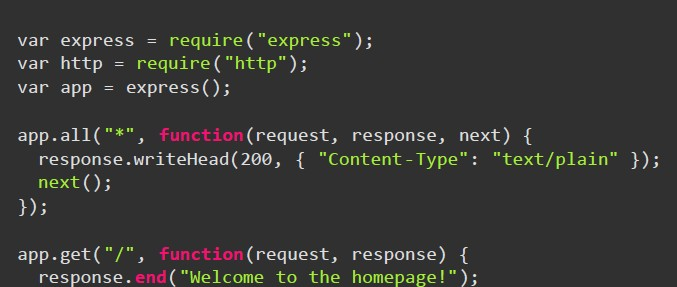 var express = require("express");
var http = require("http");
var app = express();
app.all("*", function(request, response, next) {
  response.writeHead(200, { "Content-Type": "text/plain" });
  next();
});
app.get("/", function(request, response) {
  response.end("Welcome to the homepage!");